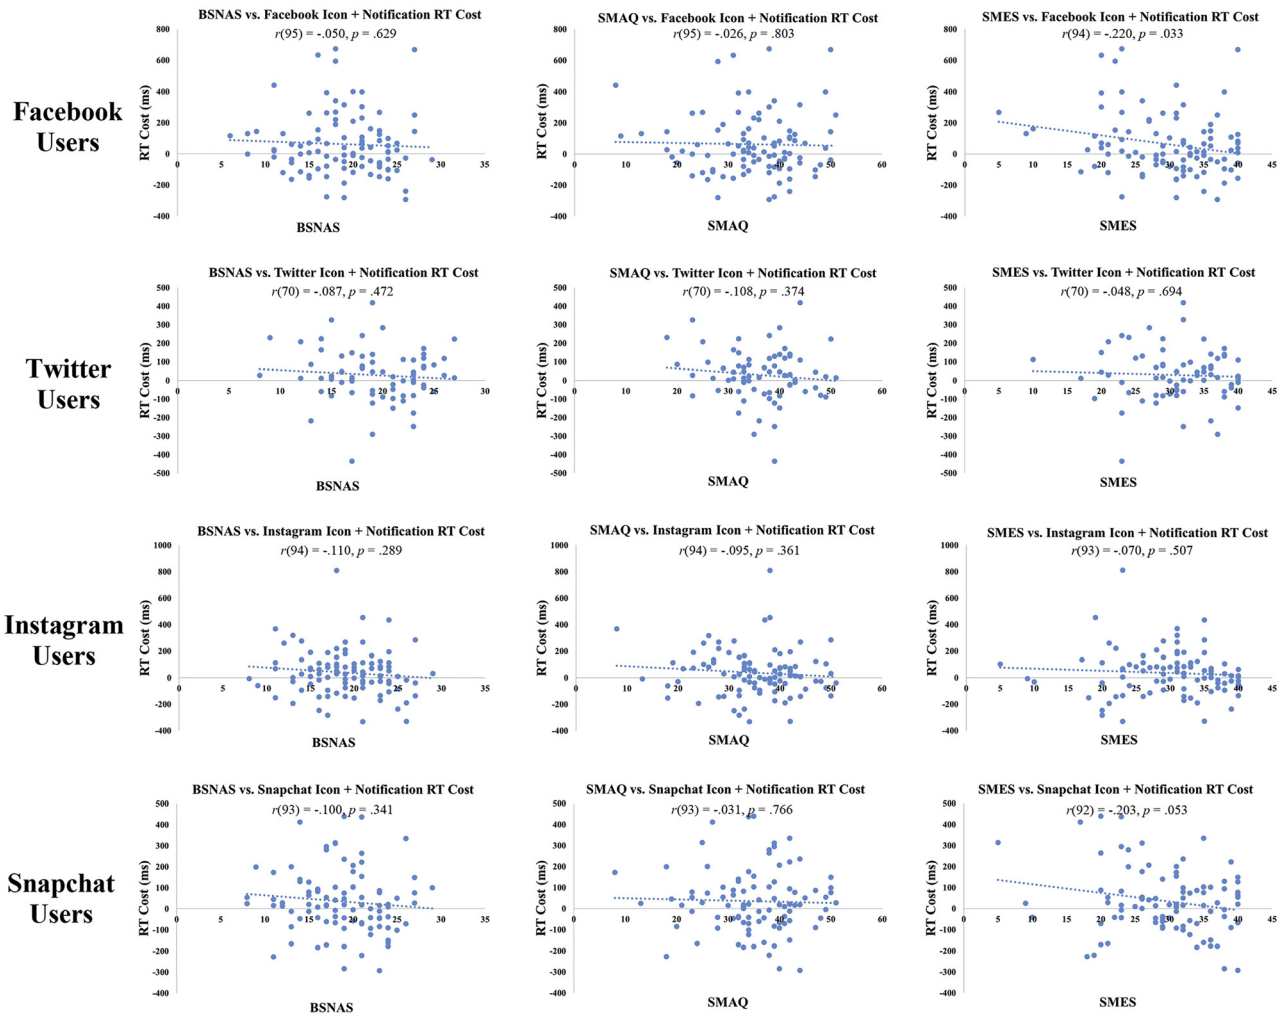 BSNAS vs. Facebook Icon + Notification RT Cost
r(95) = -.050, p = .629
800
600
400
200
0
-200
-400
0 5 10 15 20 25 30 35
RT Cost (ms)
BSNAS
SMAQ vs. Facebook Icon + Notification RT Cost
r(95) = -.026, p = .803
800
600
400
200
0
-200
-400
0 10 20 30 40 50 60
RT Cost (ms)
SMAQ
SMES vs. Facebook Icon + Notification RT Cost
r(94) = -.220, p = .033
800
600
400
200
0
-200
-400
0 5 10 15 20 25 30 35 40 45
RT Cost (ms)
SMES
Facebook
Users
BSNAS vs. Twitter Icon + Notification RT Cost
r(70) = -.087, p = .472
500
400
300
200
100
0
-100
-200
-300
-400
-500
0 5 10 15 20 25 30
RT Cost (ms)
BSNAS
SMAQ vs. Twitter Icon + Notification RT Cost
r(70) = -.108, p = .374
500
400
300
200
100
0
-100
-200
-300
-400
-500
0 10 20 30 40 50 60
RT Cost (ms)
SMAQ
SMES vs. Twitter Icon + Notification RT Cost
r(70) = -.048, p = .694
500
400
300
200
100
0
-100
-200
-300
-400
-500
0 5 10 15 20 25 30 35 40 45
RT Cost (ms)
SMES
Twitter
Users
BSNAS vs. Instagram Icon + Notification RT Cost
r(94) = -.110, p = .289
1000
800
600
400
200
0
-200
-400
0 5 10 15 20 25 30 35
RT Cost (ms)
BSNAS
SMAQ vs. Instagram Icon + Notification RT Cost
r(94) = -.095, p = .361
1000
800
600
400
200
0
-200
-400
0 10 20 30 40 50 60
RT Cost (ms)
SMAQ
SMES vs. Instagram Icon + Notification RT Cost
r(93) = -.070, p = .507
1000
800
600
400
200
0
-200
-400
0 5 10 15 20 25 30 35 40 45
RT Cost (ms)
SMES
Instagram
Users
BSNAS vs. Snapchat Icon + Notification RT Cost
r(93) = -.100, p = .341
500
400
300
200
100
0
-100
-200
-300
-400
0 5 10 15 20 25 30 35
RT Cost (ms)
BSNAS
SMAQ vs. Snapchat Icon + Notification RT Cost
r(93) = -.031, p = .766
500
400
300
200
100
0
-100
-200
-300
-400
0 10 20 30 40 50 60
RT Cost (ms)
SMAQ
SMES vs. Snapchat Icon + Notification RT Cost
r(92) = -.203, p = .053
500
400
300
200
100
0
-100
-200
-300
-400
0 5 10 15 20 25 30 35 40 45
RT Cost (ms)
SMES
Snapchat
Users